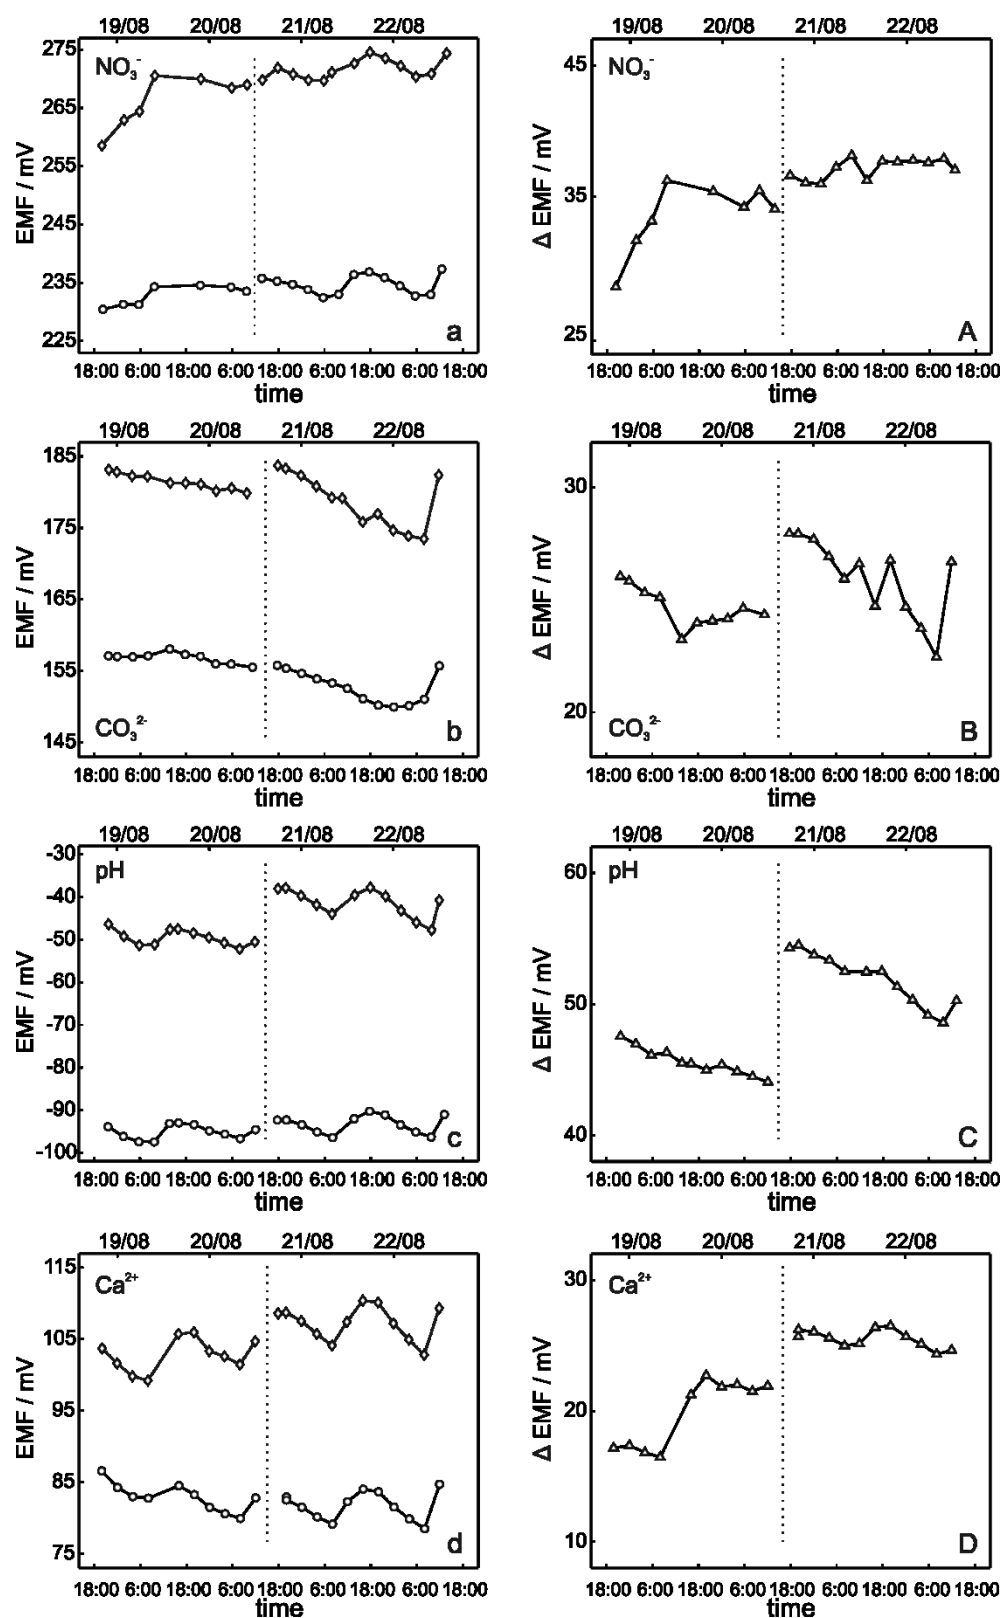 19/08 20/08 21/08 22/08
275
265
255
245
235
225
EMF / mV
NO₃⁻
a
18:00 6:00 18:00 6:00 18:00 6:00 18:00 6:00 18:00
time
19/08 20/08 21/08 22/08
45
35
25
Δ EMF / mV
NO₃⁻
A
18:00 6:00 18:00 6:00 18:00 6:00 18:00 6:00 18:00
time
19/08 20/08 21/08 22/08
185
175
165
155
145
EMF / mV
CO₃²⁻
b
18:00 6:00 18:00 6:00 18:00 6:00 18:00 6:00 18:00
time
19/08 20/08 21/08 22/08
30
20
Δ EMF / mV
CO₃²⁻
B
18:00 6:00 18:00 6:00 18:00 6:00 18:00 6:00 18:00
time
19/08 20/08 21/08 22/08
-30
-40
-50
-60
-70
-80
-90
-100
EMF / mV
pH
c
18:00 6:00 18:00 6:00 18:00 6:00 18:00 6:00 18:00
time
19/08 20/08 21/08 22/08
60
50
40
Δ EMF / mV
pH
C
18:00 6:00 18:00 6:00 18:00 6:00 18:00 6:00 18:00
time
19/08 20/08 21/08 22/08
115
105
95
85
75
EMF / mV
Ca²⁺
d
18:00 6:00 18:00 6:00 18:00 6:00 18:00 6:00 18:00
time
19/08 20/08 21/08 22/08
30
20
10
Δ EMF / mV
Ca²⁺
D
18:00 6:00 18:00 6:00 18:00 6:00 18:00 6:00 18:00
time